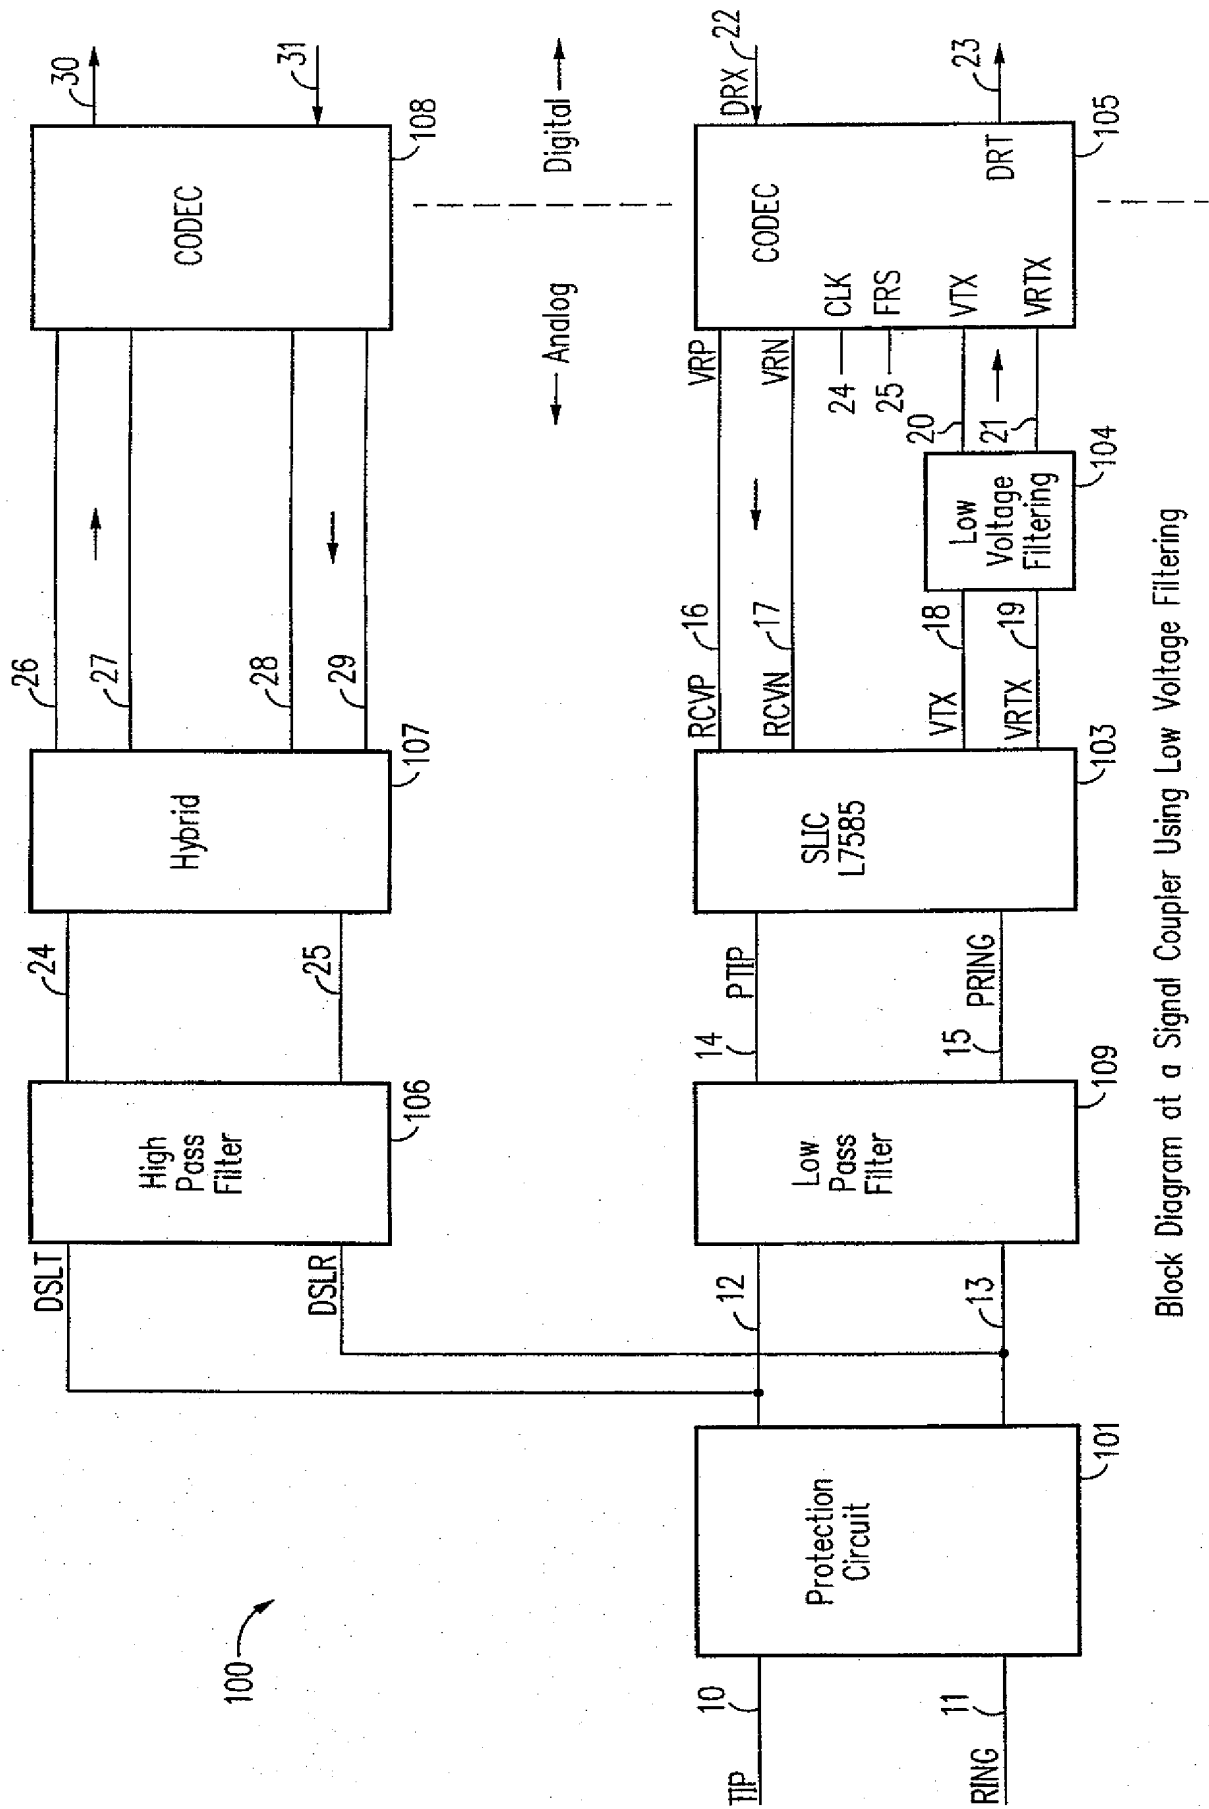 100
30
31
CODEC
108
26
27
28
29
Hybrid
107
24
25
High
Pass
Filter
106
DSLT
DSLR
← Analog
Digital →
TIP
10
RING
11
Protection
Circuit
101
12
13
Low
Pass
Filter
109
14
PTIP
15
PRING
SLIC
L7585
103
RCVP
16
VRP
RCVN
17
VRN
VTX
18
VRTX
19
Low
Voltage
Filtering
104
20
21
24
25
CODEC
CLK
FRS
VTX
VRTX
DRT
105
DRX
22
23
Block Diagram at a Signal Coupler Using Low Voltage Filtering